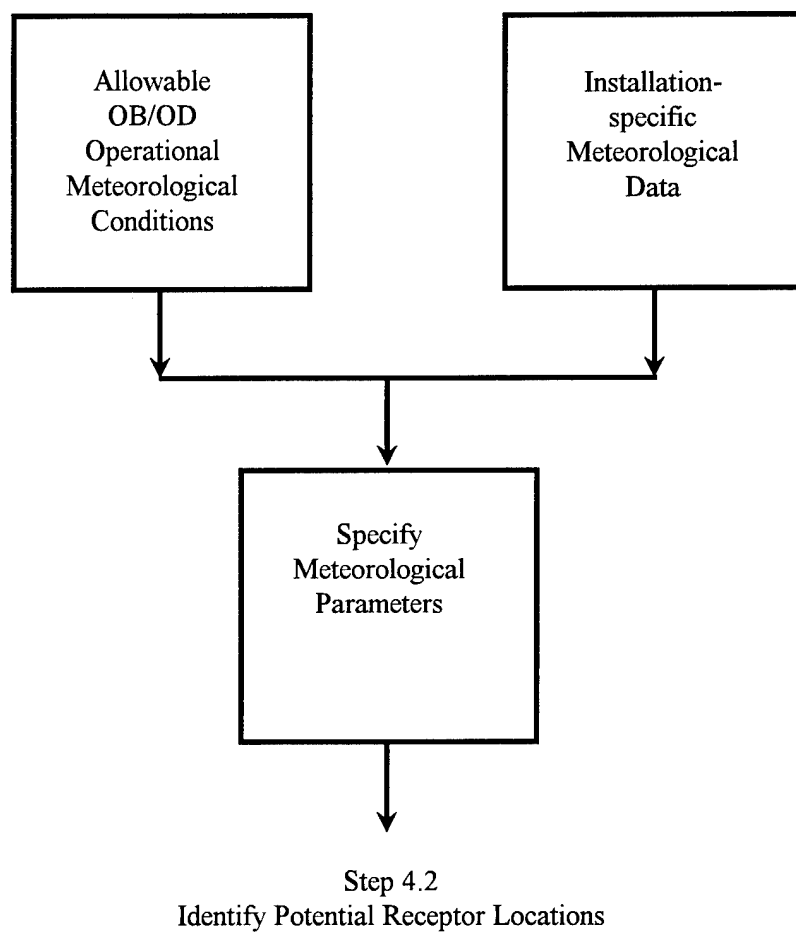 Allowable
OB/OD
Operational
Meteorological
Conditions
Installation-
specific
Meteorological
Data
Specify
Meteorological
Parameters
Step 4.2
Identify Potential Receptor Locations